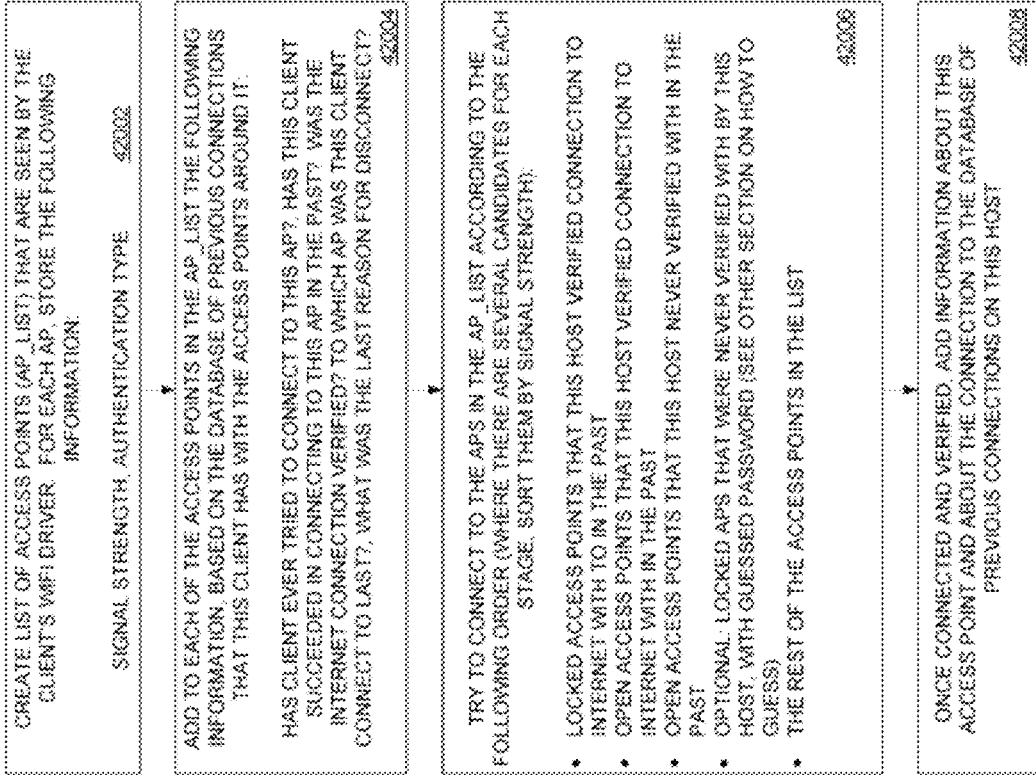 CREATE LIST OF ACCESS POINTS (AP_LIST) THAT ARE SEEN BY THE
CLIENT'S WIFI DRIVER. FOR EACH AP, STORE THE FOLLOWING
INFORMATION:
SIGNAL STRENGTH, AUTHENTICATION TYPE 42002
ADD TO EACH OF THE ACCESS POINTS IN THE AP_LIST THE FOLLOWING
INFORMATION, BASED ON THE DATABASE OF PREVIOUS CONNECTIONS
THAT THIS CLIENT HAS WITH THE ACCESS POINTS AROUND IT:
HAS CLIENT EVER TRIED TO CONNECT TO THIS AP?, HAS THIS CLIENT
SUCCEEDED IN CONNECTING TO THIS AP IN THE PAST? WAS THE
INTERNET CONNECTION VERIFIED? TO WHICH AP WAS THIS CLIENT
CONNECT TO LAST?, WHAT WAS THE LAST REASON FOR DISCONNECT?
42004
TRY TO CONNECT TO THE APS IN THE AP_LIST ACCORDING TO THE
FOLLOWING ORDER (WHERE THERE ARE SEVERAL CANDIDATES FOR EACH
STAGE, SORT THEM BY SIGNAL STRENGTH):
• LOCKED ACCESS POINTS THAT THIS HOST VERIFIED CONNECTION TO
INTERNET WITH TO IN THE PAST
• OPEN ACCESS POINTS THAT THIS HOST VERIFIED CONNECTION TO
INTERNET WITH IN THE PAST
• OPEN ACCESS POINTS THAT THIS HOST NEVER VERIFIED WITH IN THE
PAST
• OPTIONAL: LOCKED APS THAT WERE NEVER VERIFIED WITH BY THIS
HOST, WITH GUESSED PASSWORD (SEE OTHER SECTION ON HOW TO
GUESS)
• THE REST OF THE ACCESS POINTS IN THE LIST
42006
ONCE CONNECTED AND VERIFIED, ADD INFORMATION ABOUT THIS
ACCESS POINT AND ABOUT THE CONNECTION TO THE DATABASE OF
PREVIOUS CONNECTIONS ON THIS HOST
42008